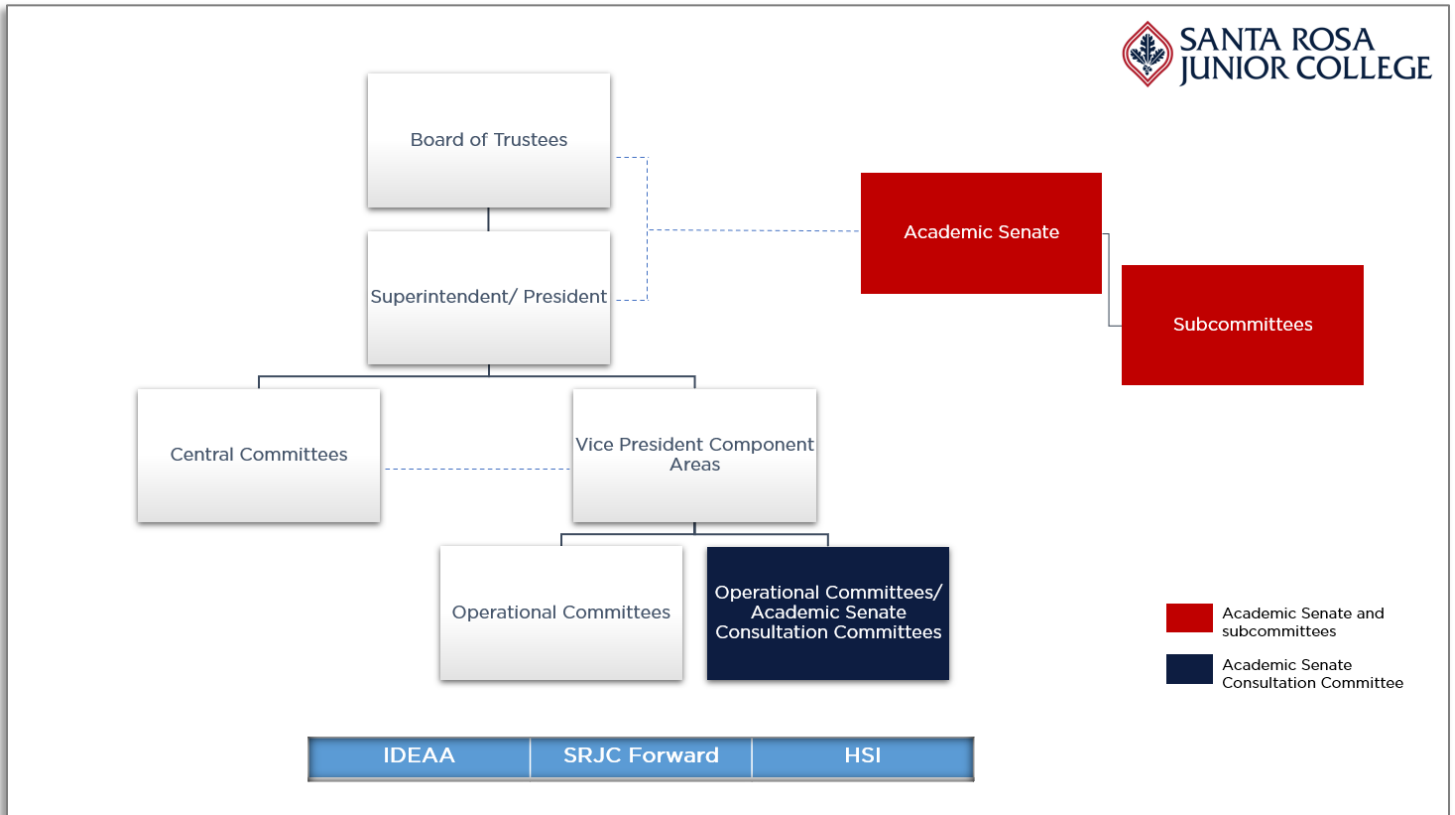 SANTA ROSA
JUNIOR COLLEGE
Board of Trustees
Academic Senate
Superintendent/ President
Subcommittees
Central Committees
Vice President Component
Areas
Operational Committees
Operational Committees/
Academic Senate
Consultation Committees
Academic Senate and
subcommittees
Academic Senate
Consultation Committee
IDEAA
SRJC Forward
HSI